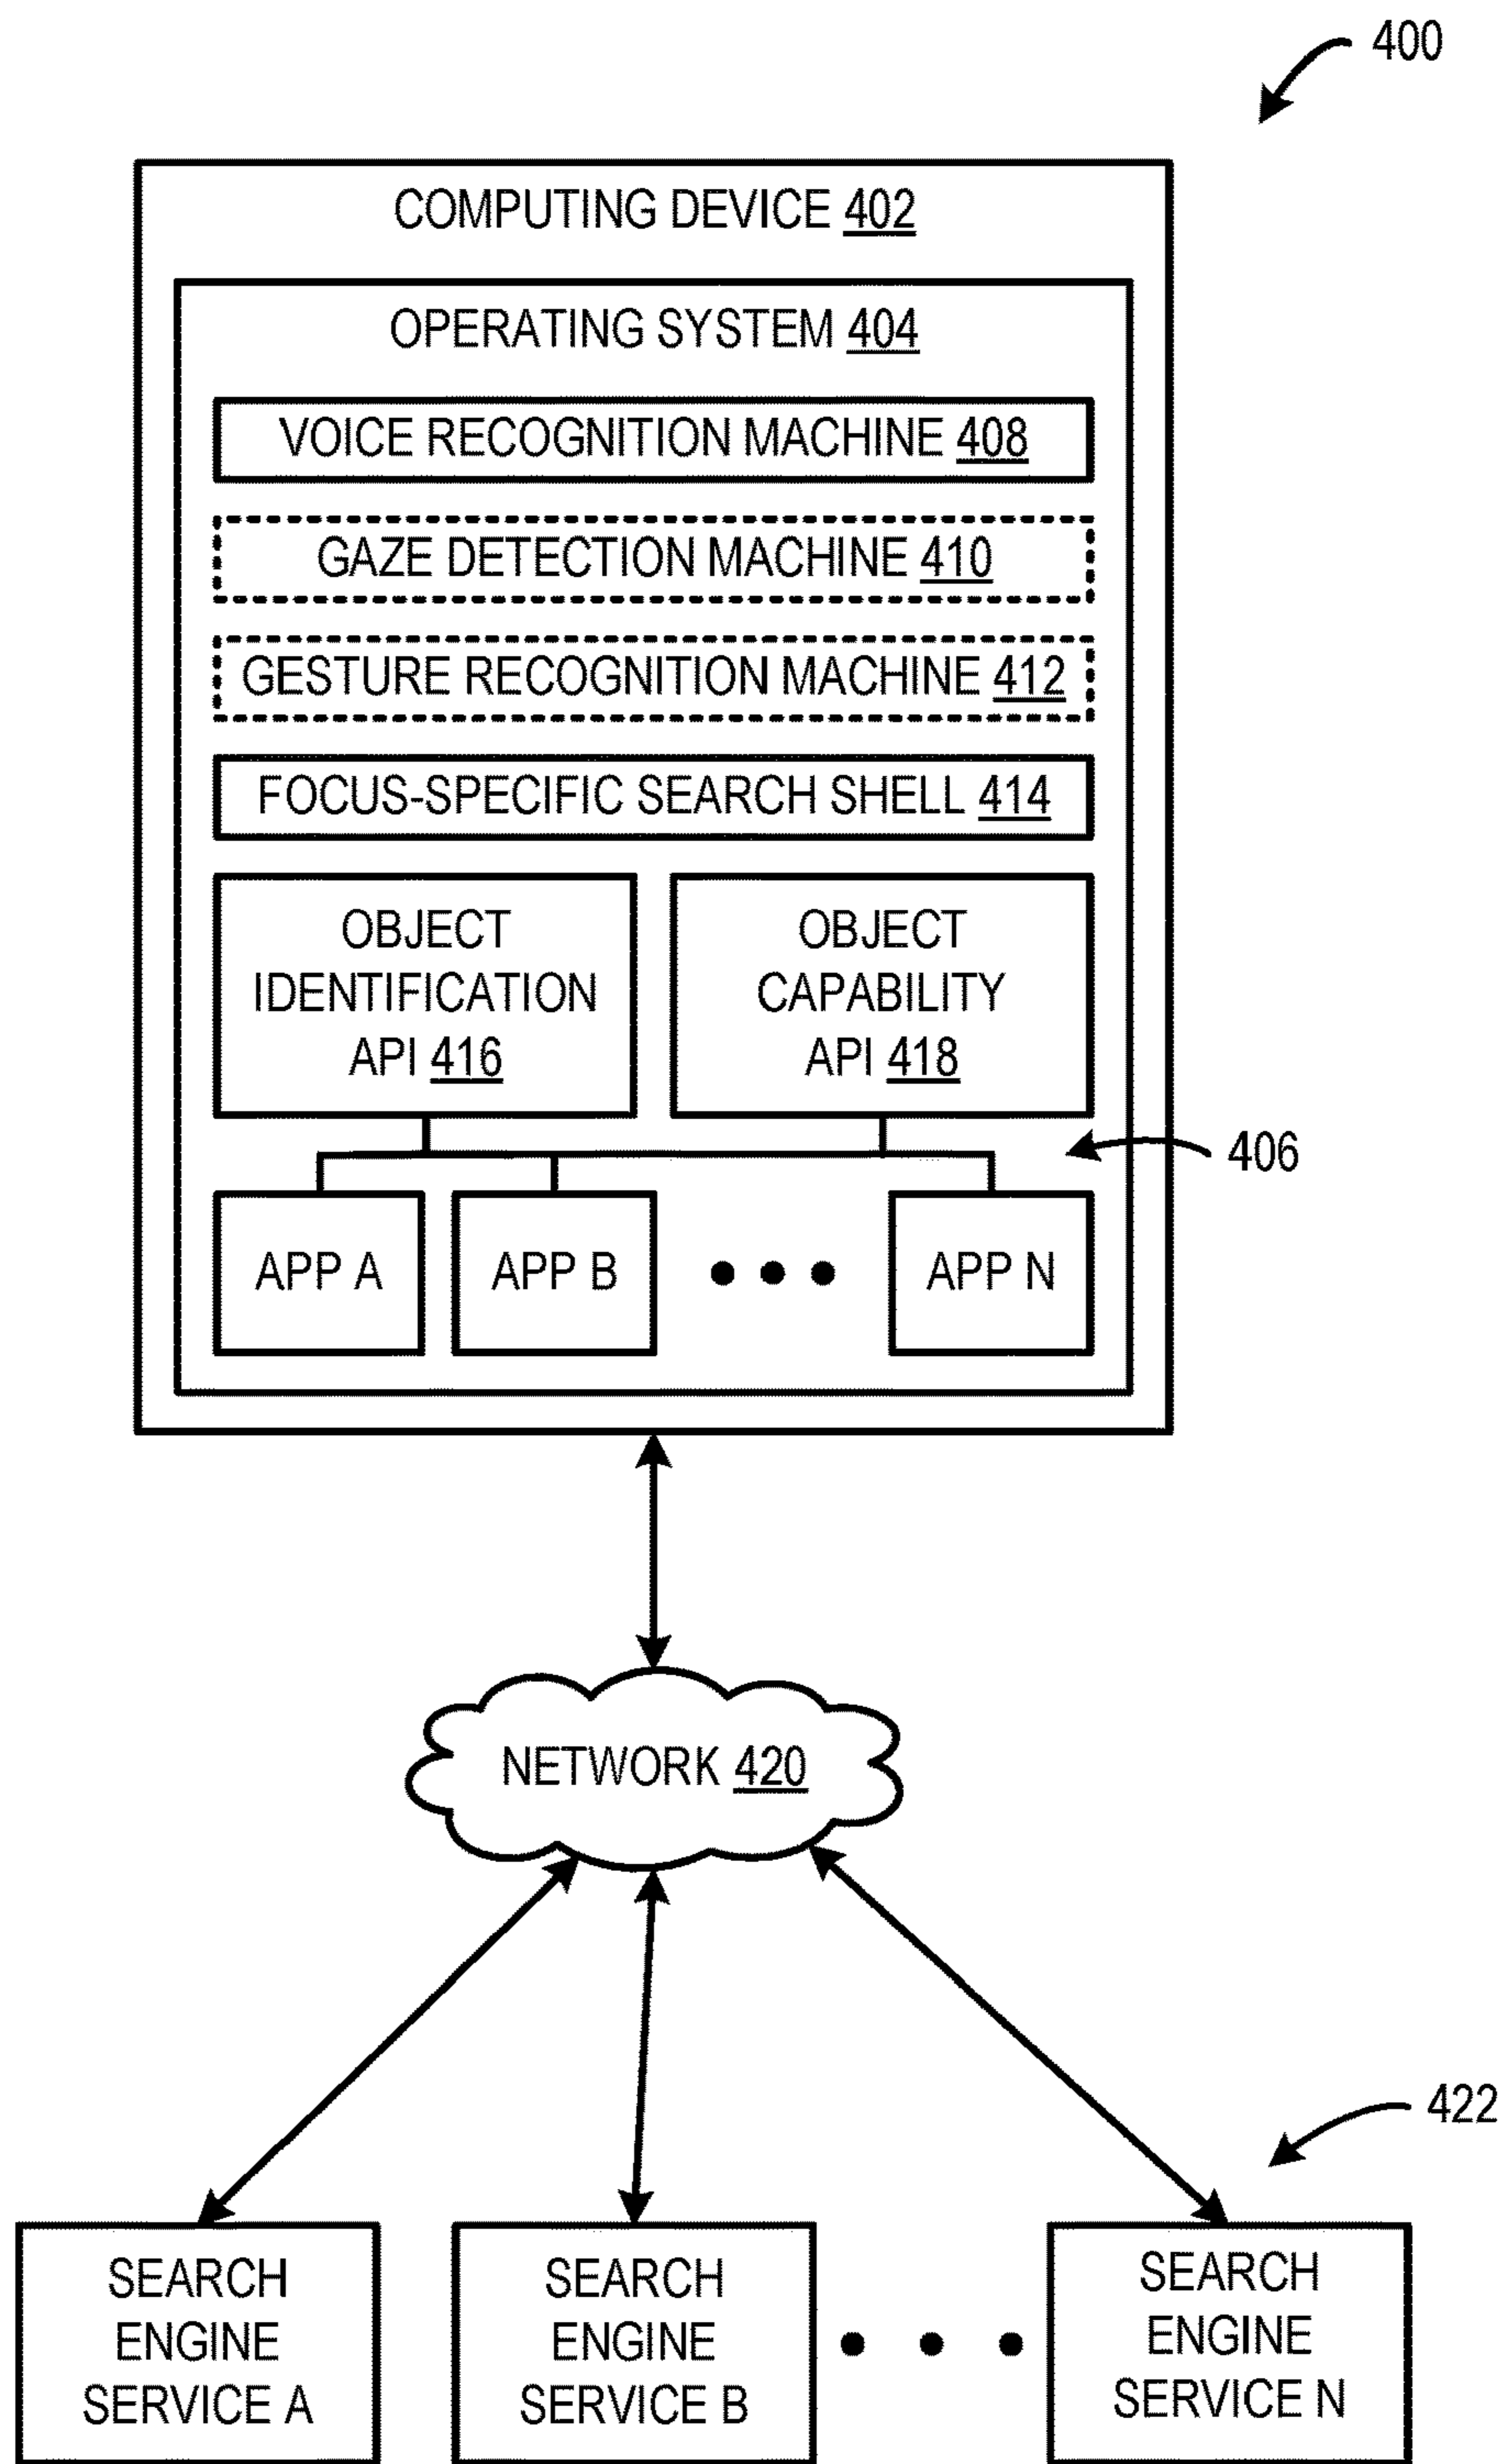 400
COMPUTING DEVICE 402
OPERATING SYSTEM 404
VOICE RECOGNITION MACHINE 408
GAZE DETECTION MACHINE 410
GESTURE RECOGNITION MACHINE 412
FOCUS-SPECIFIC SEARCH SHELL 414
OBJECT
IDENTIFICATION
API 416
OBJECT
CAPABILITY
API 418
406
APP A
APP B
APP N
NETWORK 420
422
SEARCH
ENGINE
SERVICE A
SEARCH
ENGINE
SERVICE B
SEARCH
ENGINE
SERVICE N